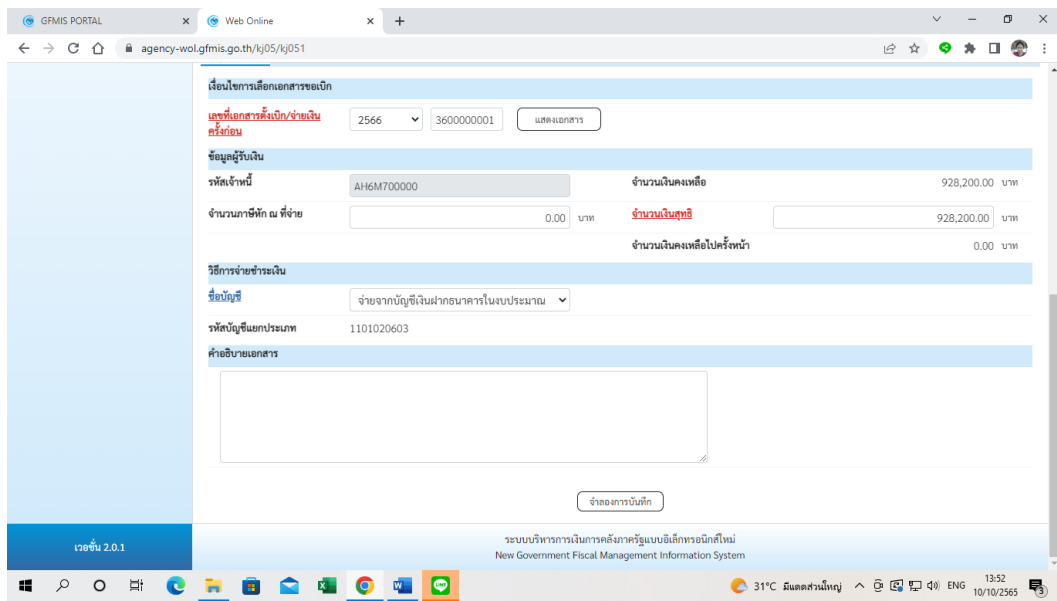 GFMIS PORTAL
Web Online
agency-wol.gfmis.go.th/kj05/kj051
เงื่อนไขการเลือกเอกสารขอเบิก
เลขที่เอกสารตั้งเบิก/จ่ายเงิน
ครั้งก่อน
2566
3600000001
แสดงเอกสาร
ข้อมูลผู้รับเงิน
รหัสเจ้าหนี้
AH6M700000
จำนวนเงินคงเหลือ
928,200.00 บาท
จำนวนภาษีหัก ณ ที่จ่าย
0.00 บาท
จำนวนเงินสุทธิ
928,200.00 บาท
จำนวนเงินคงเหลือไปครั้งหน้า
0.00 บาท
วิธีการจ่ายชำระเงิน
ชื่อบัญชี
จ่ายจากบัญชีเงินฝากธนาคารในงบประมาณ
รหัสบัญชีแยกประเภท
1101020603
คำอธิบายเอกสาร
จำลองการบันทึก
เวอชั่น 2.0.1
ระบบบริหารการเงินการคลังภาครัฐแบบอิเล็กทรอนิกส์ใหม่
New Government Fiscal Management Information System
31°C มีแดดส่วนใหญ่
ENG
13:52
10/10/2565
3